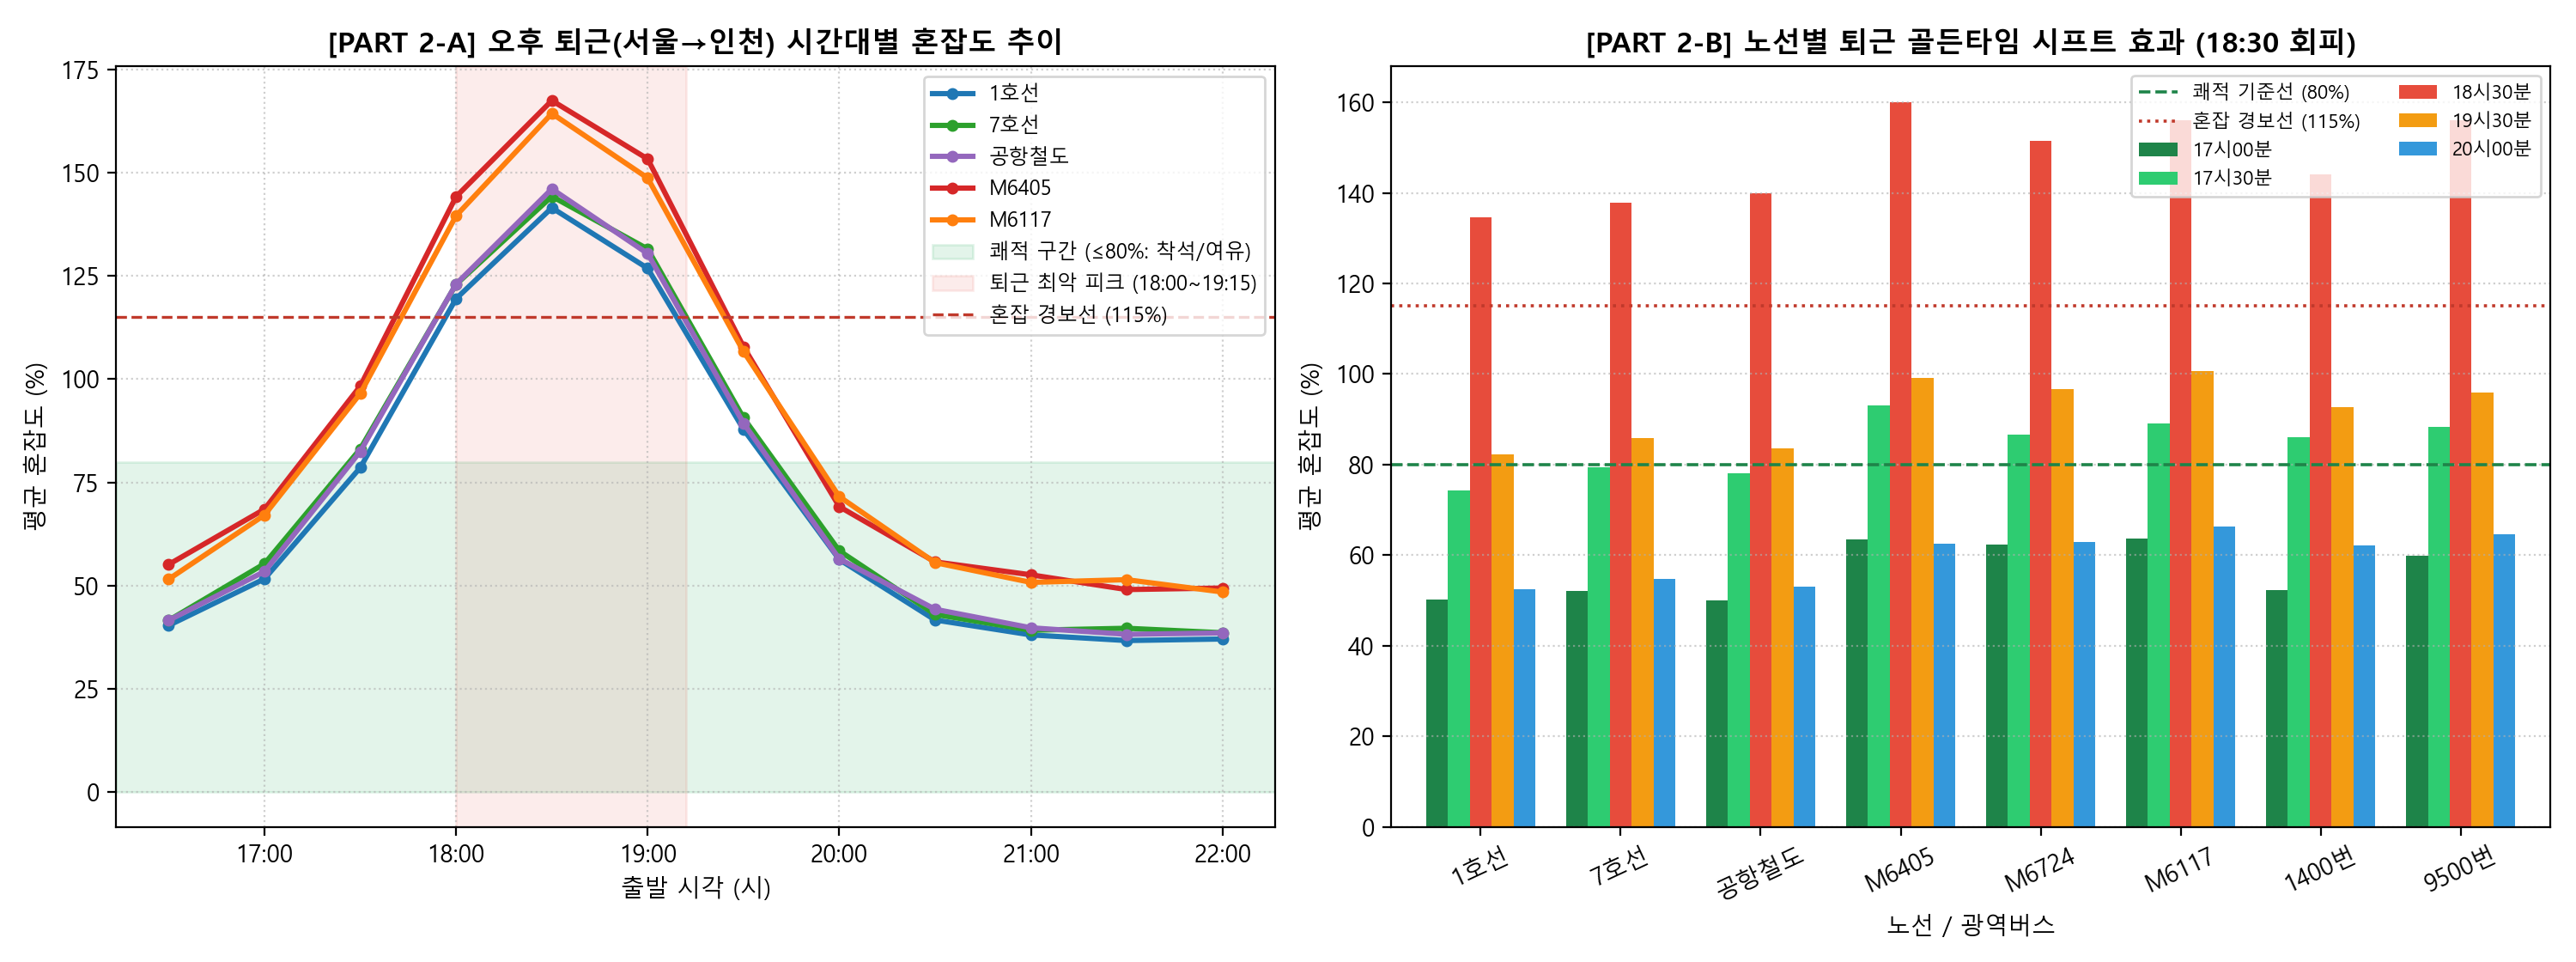 [PART 2-A] 오후 퇴근(서울→인천) 시간대별 혼잡도 추이
175
150
125
100
75
50
25
0
평균 혼잡도 (%)
1호선
7호선
공항철도
M6405
M6117
쾌적 구간 (≤80%: 착석/여유)
퇴근 최악 피크 (18:00~19:15)
혼잡 경보선 (115%)
17:00
18:00
19:00
20:00
21:00
22:00
출발 시각 (시)
[PART 2-B] 노선별 퇴근 골든타임 시프트 효과 (18:30 회피)
160
140
120
100
80
60
40
20
0
평균 혼잡도 (%)
쾌적 기준선 (80%)
혼잡 경보선 (115%)
17시00분
17시30분
18시30분
19시30분
20시00분
1호선
7호선
공항철도
M6405
M6724
M6117
1400번
9500번
노선 / 광역버스